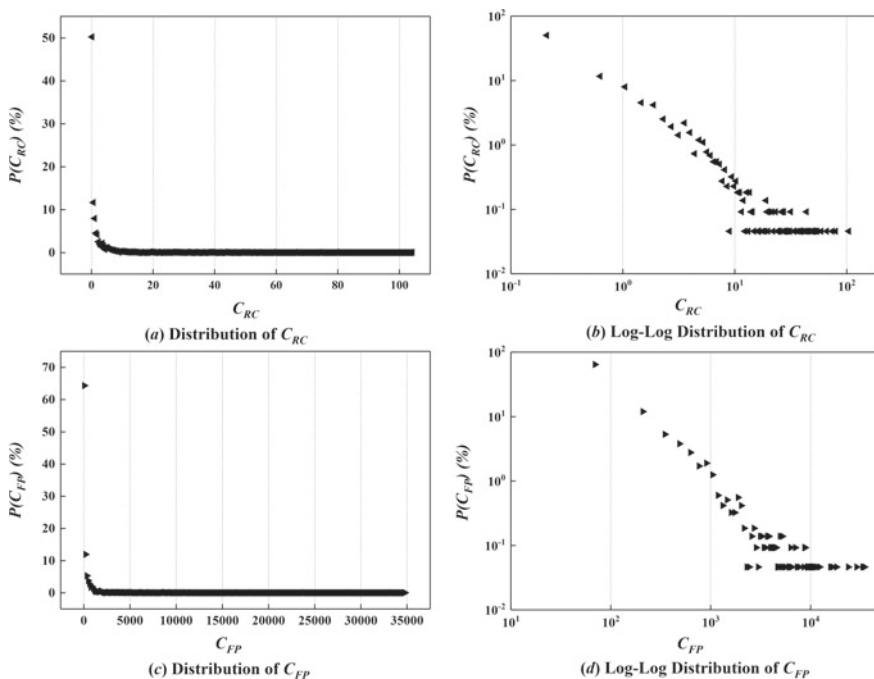 50
40
30
20
10
0
P(C_RC) (%)
0 20 40 60 80 100
C_RC
(a) Distribution of C_RC
10^2
10^1
10^0
10^-1
10^-2
P(C_RC) (%)
10^-1 10^0 10^1 10^2
C_RC
(b) Log-Log Distribution of C_RC
70
60
50
40
30
20
10
0
P(C_FP) (%)
0 5000 10000 15000 20000 25000 30000 35000
C_FP
(c) Distribution of C_FP
10^2
10^1
10^0
10^-1
10^-2
P(C_FP) (%)
10^1 10^2 10^3 10^4
C_FP
(d) Log-Log Distribution of C_FP